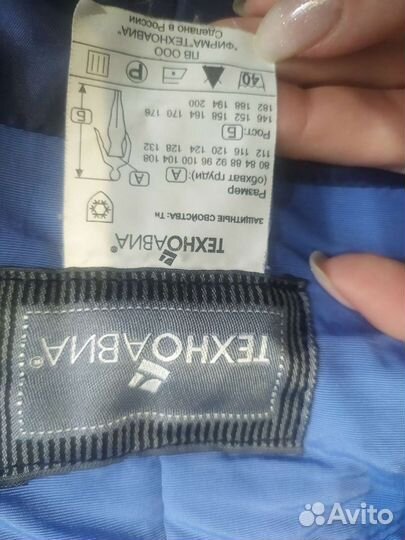 ТЕХНОАВИА®
ТЕХНОАВИА®
ЗАЩИТНЫЕ СВОЙСТВА: Тн
Размер
(обхват груди): А
80 84 88 92 96 100 104 108
112 116 120 124 128 132
А
Б
Рост: Б
146 152 158 164 170 176
182 188 194 200
40
P
ПВ ООО
"ФИРМА "ТЕХНОАВИА"
Сделано в России
Avito